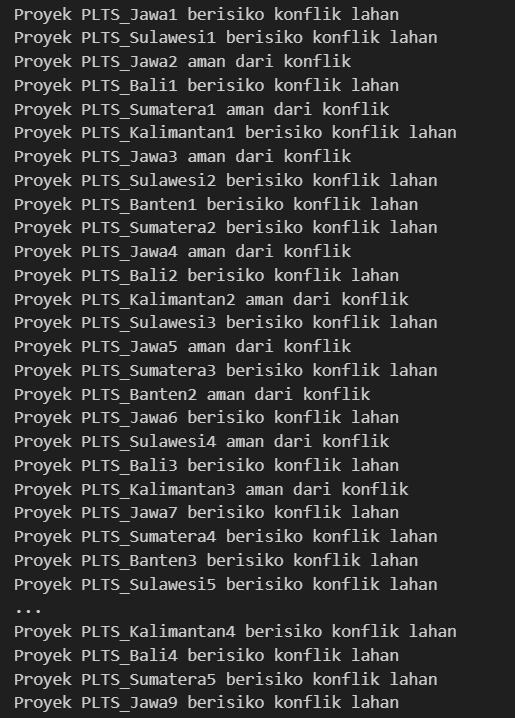 Proyek PLTS_Jawa1 berisiko konflik lahan
Proyek PLTS_Sulawesi1 berisiko konflik lahan
Proyek PLTS_Jawa2 aman dari konflik
Proyek PLTS_Bali1 berisiko konflik lahan
Proyek PLTS_Sumatera1 aman dari konflik
Proyek PLTS_Kalimantan1 berisiko konflik lahan
Proyek PLTS_Jawa3 aman dari konflik
Proyek PLTS_Sulawesi2 berisiko konflik lahan
Proyek PLTS_Banten1 berisiko konflik lahan
Proyek PLTS_Sumatera2 berisiko konflik lahan
Proyek PLTS_Jawa4 aman dari konflik
Proyek PLTS_Bali2 berisiko konflik lahan
Proyek PLTS_Kalimantan2 aman dari konflik
Proyek PLTS_Sulawesi3 berisiko konflik lahan
Proyek PLTS_Jawa5 aman dari konflik
Proyek PLTS_Sumatera3 berisiko konflik lahan
Proyek PLTS_Banten2 aman dari konflik
Proyek PLTS_Jawa6 berisiko konflik lahan
Proyek PLTS_Sulawesi4 aman dari konflik
Proyek PLTS_Bali3 berisiko konflik lahan
Proyek PLTS_Kalimantan3 aman dari konflik
Proyek PLTS_Jawa7 berisiko konflik lahan
Proyek PLTS_Sumatera4 berisiko konflik lahan
Proyek PLTS_Banten3 berisiko konflik lahan
Proyek PLTS_Sulawesi5 berisiko konflik lahan
...
Proyek PLTS_Kalimantan4 berisiko konflik lahan
Proyek PLTS_Bali4 berisiko konflik lahan
Proyek PLTS_Sumatera5 berisiko konflik lahan
Proyek PLTS_Jawa9 berisiko konflik lahan